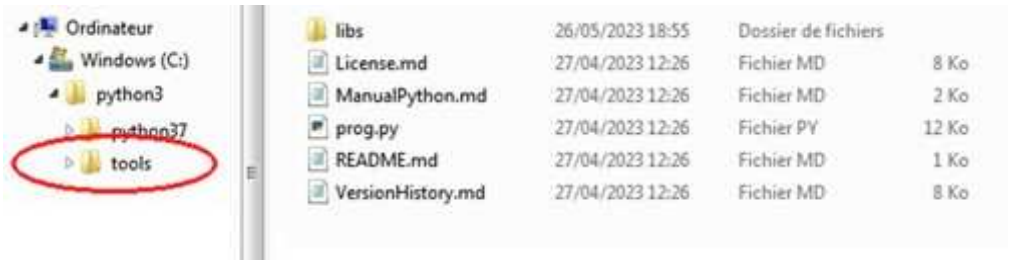 Ordinateur
Windows (C:)
python3
python37
tools
libs 26/05/2023 18:55 Dossier de fichiers
License.md 27/04/2023 12:26 Fichier MD 8 Ko
ManualPython.md 27/04/2023 12:26 Fichier MD 2 Ko
prog.py 27/04/2023 12:26 Fichier PY 12 Ko
README.md 27/04/2023 12:26 Fichier MD 1 Ko
VersionHistory.md 27/04/2023 12:26 Fichier MD 8 Ko